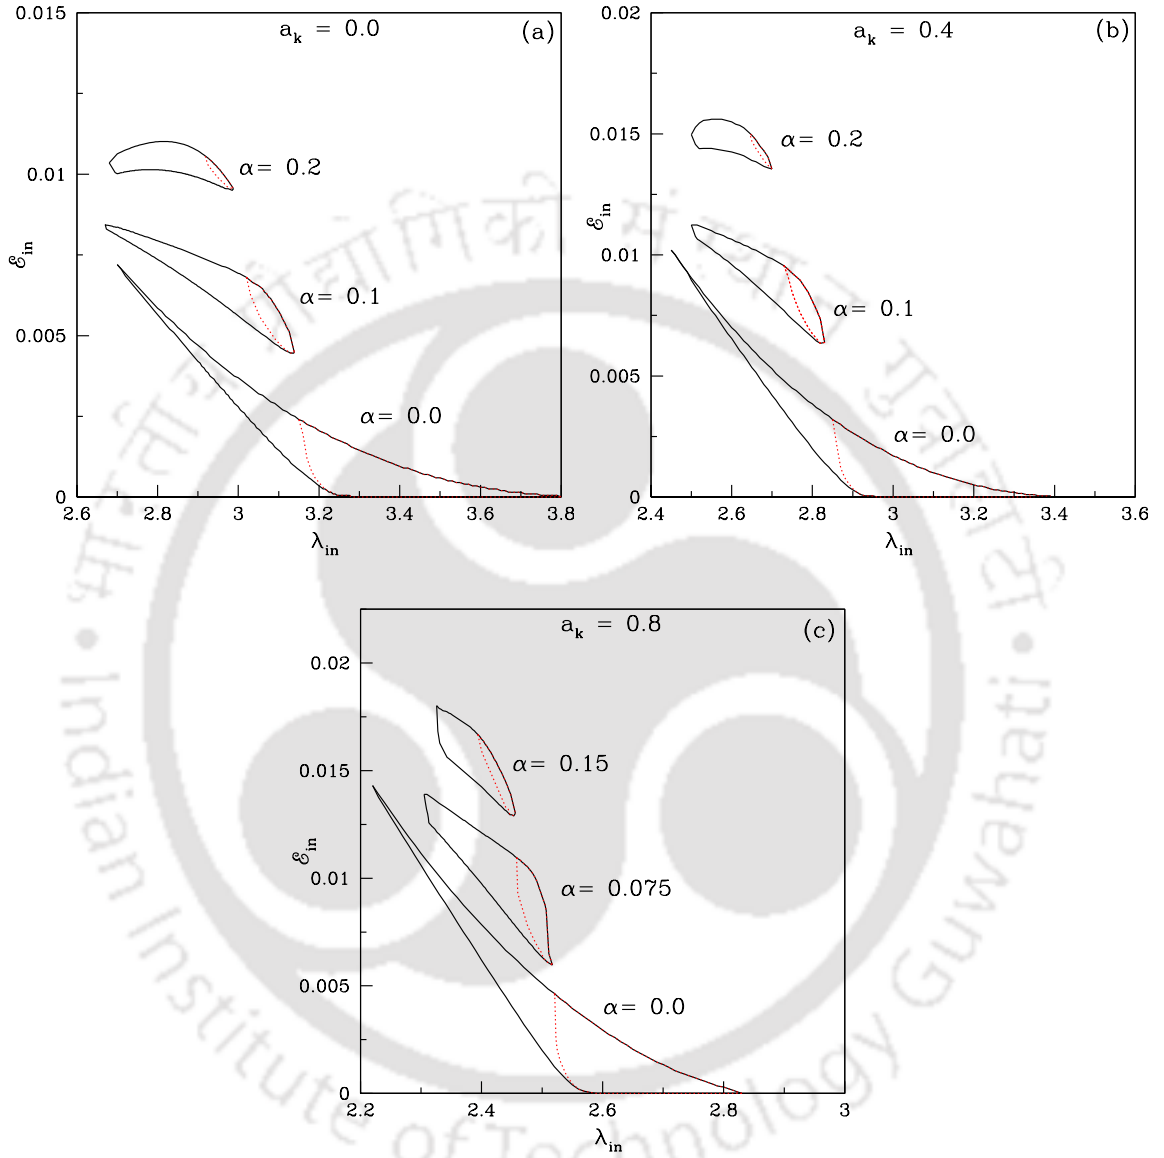 0.015
a_k = 0.0
(a)
0.01
α= 0.2
ℰ_in
α= 0.1
0.005
α= 0.0
0
2.6 2.8 3 3.2 3.4 3.6 3.8
λ_in
0.02
a_k = 0.4
(b)
0.015
α= 0.2
ℰ_in
0.01
α= 0.1
0.005
α= 0.0
0
2.4 2.6 2.8 3 3.2 3.4 3.6
λ_in
a_k = 0.8
(c)
0.02
α= 0.15
0.015
ℰ_in
0.01
α= 0.075
0.005
α= 0.0
0
2.2 2.4 2.6 2.8 3
λ_in
Indian Institute of Technology Guwahati